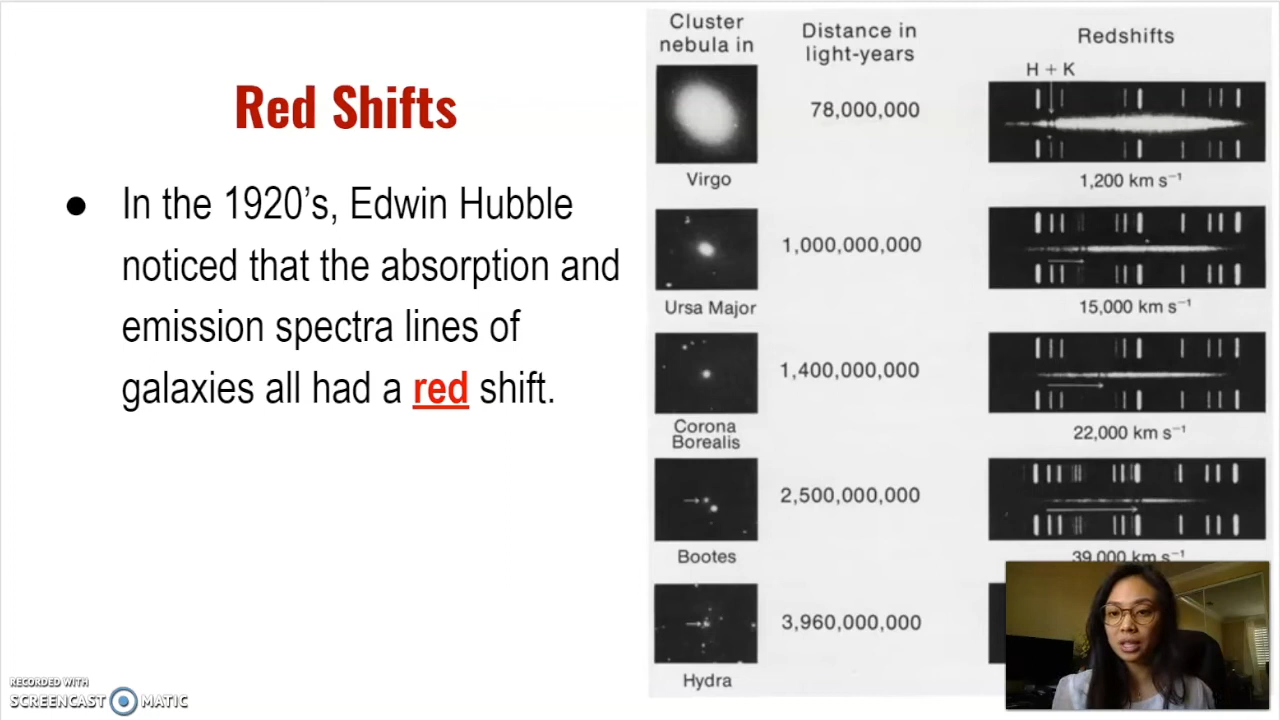 Red Shifts
● In the 1920's, Edwin Hubble
noticed that the absorption and
emission spectra lines of
galaxies all had a red shift.
Cluster
nebula in
Distance in
light-years
Redshifts
H + K
78,000,000
Virgo
1,200 km s⁻¹
1,000,000,000
Ursa Major
15,000 km s⁻¹
1,400,000,000
Corona
Borealis
22,000 km s⁻¹
2,500,000,000
Bootes
39,000 km s⁻¹
3,960,000,000
Hydra
RECORDED WITH
SCREENCAST MATIC